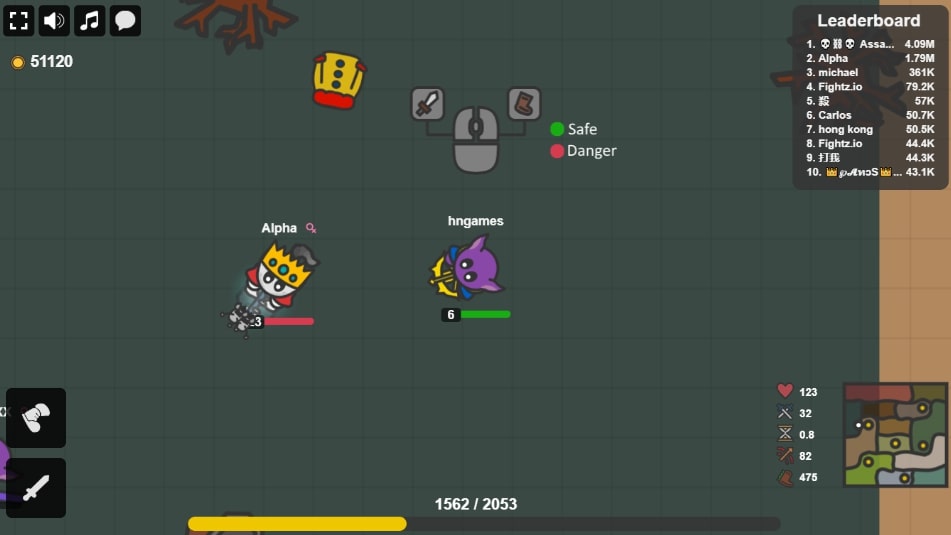 51120
Leaderboard
1. Assa... 4.09M
2. Alpha 1.79M
3. michael 361K
4. Fightz.io 79.2K
5. 殺 57K
6. Carlos 50.7K
7. hong kong 50.5K
8. Fightz.io 44.4K
9. 打我 44.3K
10. 43.1K
Safe
Danger
Alpha
hngames
6
123
32
0.8
82
475
1562 / 2053